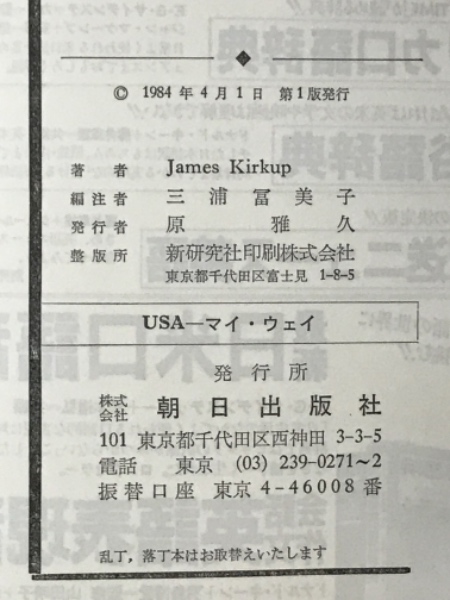 © 1984 年 4 月 1 日 第 1 版発行
著者 James Kirkup
編注者 三浦冨美子
発行者 原雅久
整版所 新研究社印刷株式会社
東京都千代田区富士見 1-8-5
USA—マイ・ウェイ
発行所
株式会社 朝日出版社
101 東京都千代田区西神田 3-3-5
電話 東京 (03) 239-0271~2
振替口座 東京 4-46008 番
乱丁，落丁本はお取替えいたします